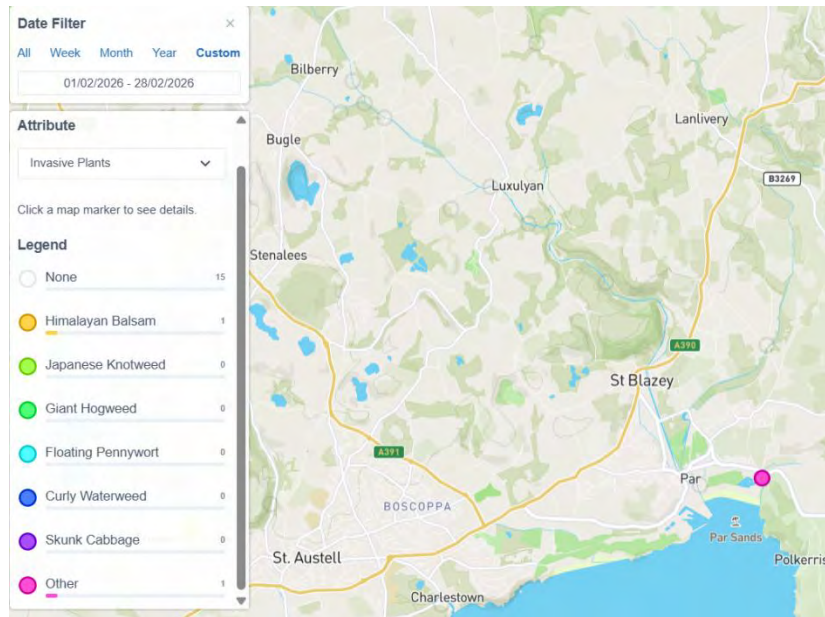 Date Filter ×
All Week Month Year Custom
01/02/2026 - 28/02/2026
Attribute
Invasive Plants
Click a map marker to see details.
Legend
None 15
Himalayan Balsam 1
Japanese Knotweed 0
Giant Hogweed 0
Floating Pennywort 0
Curly Waterweed 0
Skunk Cabbage 0
Other 1
Bilberry
Lanlivery
Bugle
B3269
Luxulyan
Stenalees
A390
St Blazey
A391
Par
BOSCOPPA
Par Sands
St. Austell
Polkerris
Charlestown